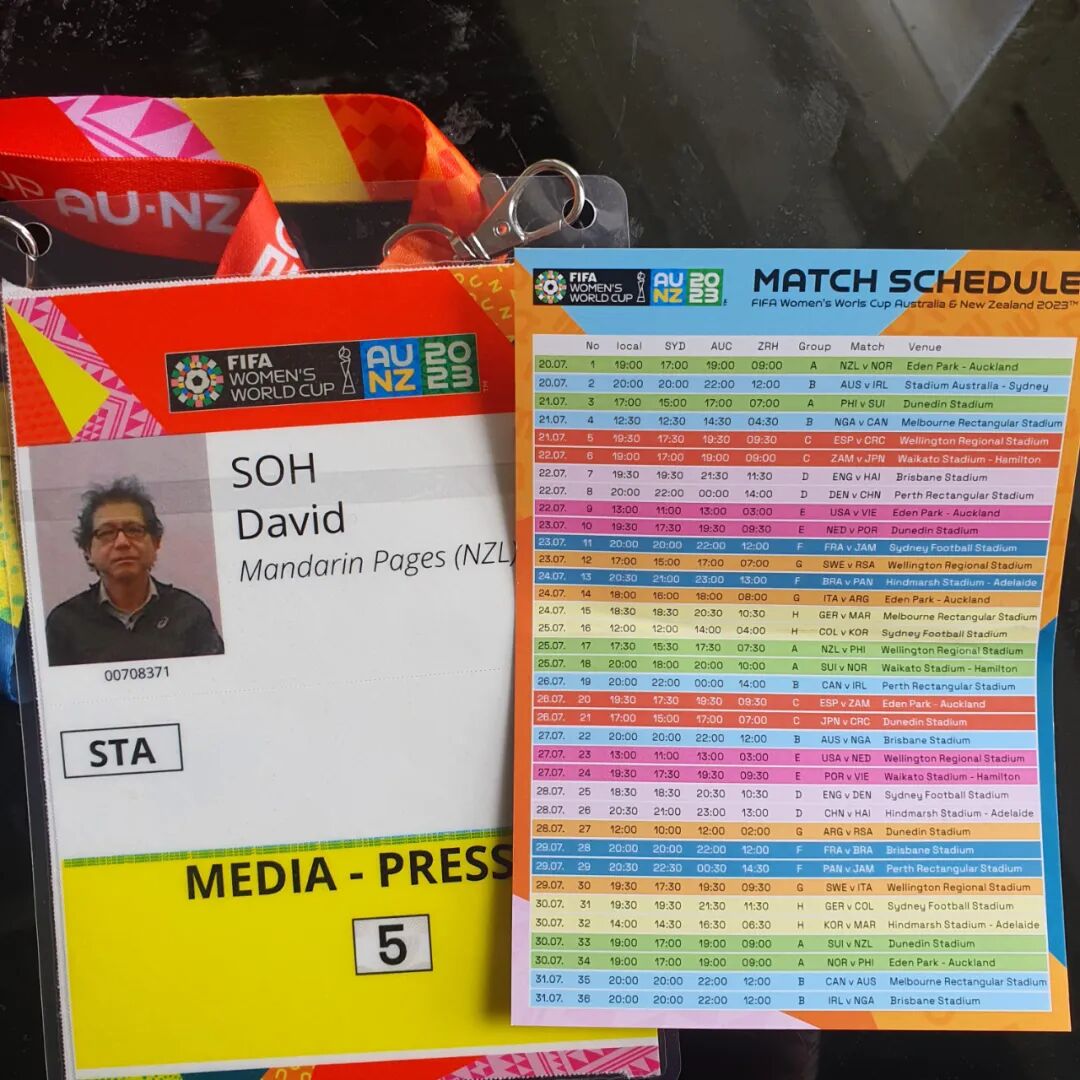 UP AU·NZ
FIFA
WOMEN'S
WORLD CUP
AU
NZ
20
23
TM
SOH
David
Mandarin Pages (NZL)
00708371
STA
MEDIA - PRESS
5
FIFA
WOMEN'S
WORLD CUP
AU
NZ
20
23
MATCH SCHEDULE
FIFA Women's Worls Cup Australia & New Zealand 2023™
No local SYD AUC ZRH Group Match Venue
20.07. 1 19:00 17:00 19:00 09:00 A NZL v NOR Eden Park - Auckland
20.07. 2 20:00 20:00 22:00 12:00 B AUS v IRL Stadium Australia - Sydney
21.07. 3 17:00 15:00 17:00 07:00 A PHI v SUI Dunedin Stadium
21.07. 4 12:30 12:30 14:30 04:30 B NGA v CAN Melbourne Rectangular Stadium
21.07. 5 19:30 17:30 19:30 09:30 C ESP v CRC Wellington Regional Stadium
22.07. 6 19:00 17:00 19:00 09:00 C ZAM v JPN Waikato Stadium - Hamilton
22.07. 7 19:30 19:30 21:30 11:30 D ENG v HAI Brisbane Stadium
22.07. 8 20:00 22:00 00:00 14:00 D DEN v CHN Perth Rectangular Stadium
22.07. 9 13:00 11:00 13:00 03:00 E USA v VIE Eden Park - Auckland
23.07. 10 19:30 17:30 19:30 09:30 E NED v POR Dunedin Stadium
23.07. 11 20:00 20:00 22:00 12:00 F FRA v JAM Sydney Football Stadium
23.07. 12 17:00 15:00 17:00 07:00 G SWE v RSA Wellington Regional Stadium
24.07. 13 20:30 21:00 23:00 13:00 F BRA v PAN Hindmarsh Stadium - Adelaide
24.07. 14 18:00 16:00 18:00 08:00 G ITA v ARG Eden Park - Auckland
24.07. 15 18:30 18:30 20:30 10:30 H GER v MAR Melbourne Rectangular Stadium
25.07. 16 12:00 12:00 14:00 04:00 H COL v KOR Sydney Football Stadium
25.07. 17 17:30 15:30 17:30 07:30 A NZL v PHI Wellington Regional Stadium
25.07. 18 20:00 18:00 20:00 10:00 A SUI v NOR Waikato Stadium - Hamilton
26.07. 19 20:00 22:00 00:00 14:00 B CAN v IRL Perth Rectangular Stadium
26.07. 20 19:30 17:30 19:30 09:30 C ESP v ZAM Eden Park - Auckland
26.07. 21 17:00 15:00 17:00 07:00 C JPN v CRC Dunedin Stadium
27.07. 22 20:00 20:00 22:00 12:00 B AUS v NGA Brisbane Stadium
27.07. 23 13:00 11:00 13:00 03:00 E USA v NED Wellington Regional Stadium
27.07. 24 19:30 17:30 19:30 09:30 E POR v VIE Waikato Stadium - Hamilton
28.07. 25 18:30 18:30 20:30 10:30 D ENG v DEN Sydney Football Stadium
28.07. 26 20:30 21:00 23:00 13:00 D CHN v HAI Hindmarsh Stadium - Adelaide
28.07. 27 12:00 10:00 12:00 02:00 G ARG v RSA Dunedin Stadium
29.07. 28 20:00 20:00 22:00 12:00 F FRA v BRA Brisbane Stadium
29.07. 29 20:30 22:30 00:30 14:30 F PAN v JAM Perth Rectangular Stadium
29.07. 30 19:30 17:30 19:30 09:30 G SWE v ITA Wellington Regional Stadium
30.07. 31 19:30 19:30 21:30 11:30 H GER v COL Sydney Football Stadium
30.07. 32 14:00 14:30 16:30 06:30 H KOR v MAR Hindmarsh Stadium - Adelaide
30.07. 33 19:00 17:00 19:00 09:00 A SUI v NZL Dunedin Stadium
30.07. 34 19:00 17:00 19:00 09:00 A NOR v PHI Eden Park - Auckland
31.07. 35 20:00 20:00 22:00 12:00 B CAN v AUS Melbourne Rectangular Stadium
31.07. 36 20:00 20:00 22:00 12:00 B IRL v NGA Brisbane Stadium